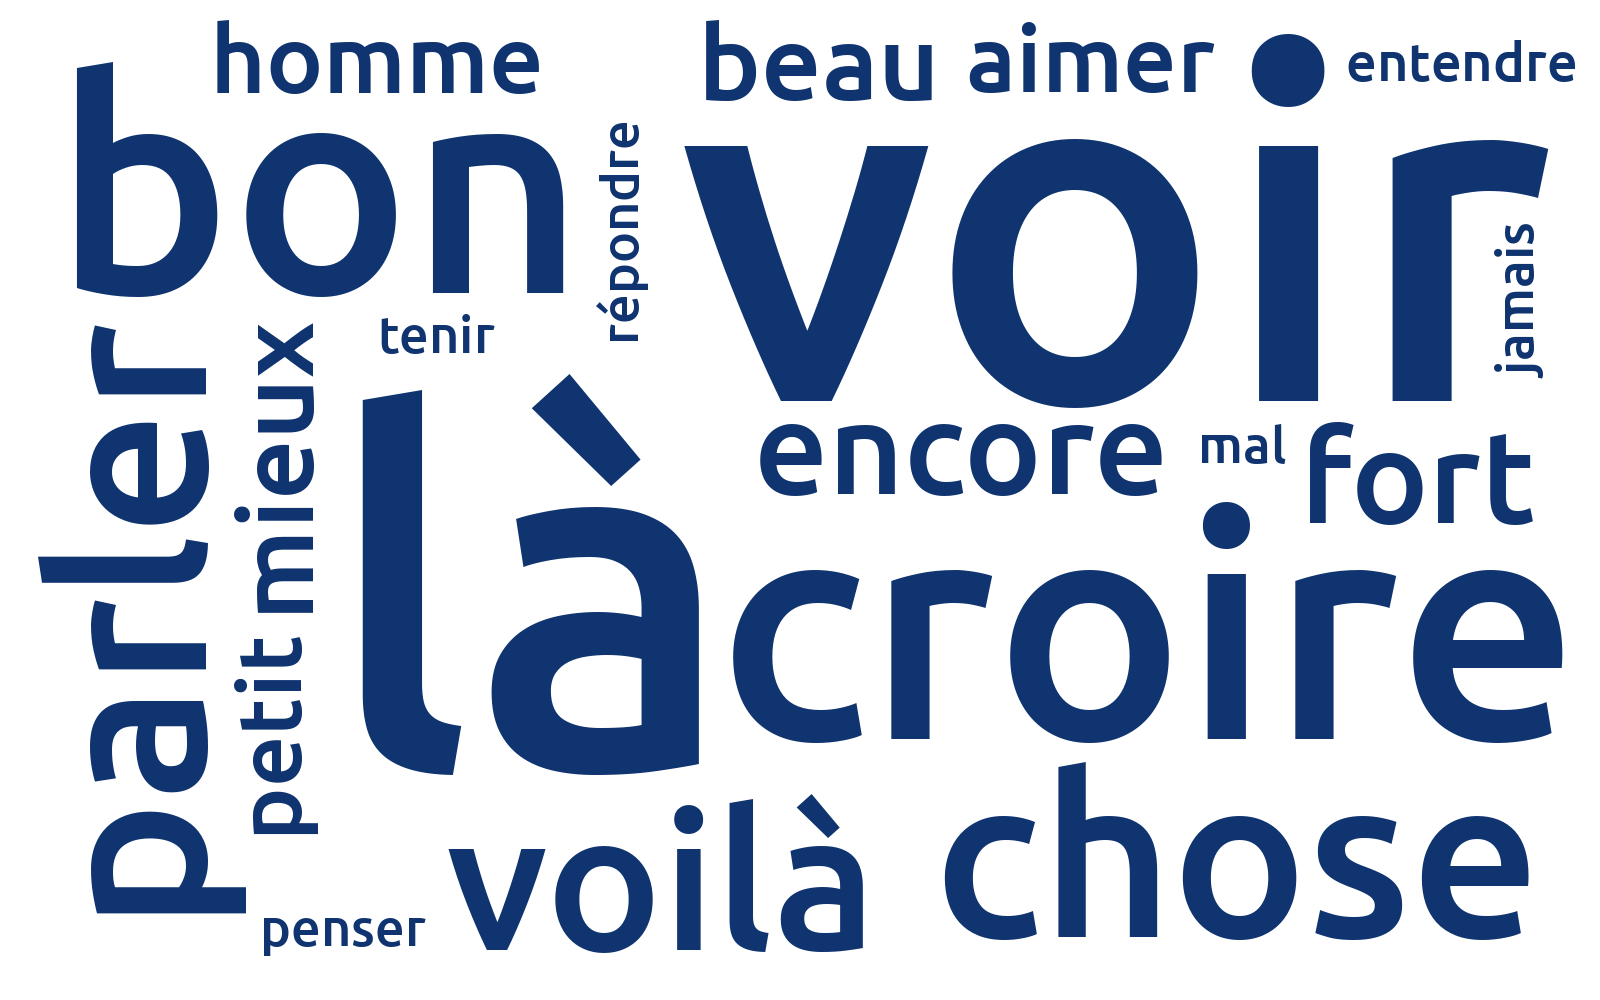 homme
beau
aimer
entendre
bon
voir
répondre
jamais
tenir
parler
mieux
là
encore
mal
fort
croire
petit
voilà
chose
penser